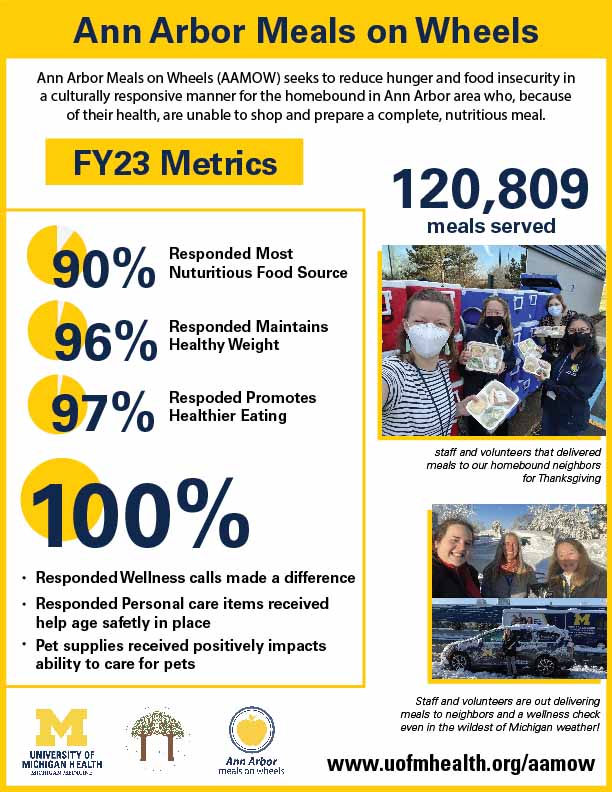 Ann Arbor Meals on Wheels
Ann Arbor Meals on Wheels (AAMOW) seeks to reduce hunger and food insecurity in
a culturally responsive manner for the homebound in Ann Arbor area who, because
of their health, are unable to shop and prepare a complete, nutritious meal.
FY23 Metrics
90%
Responded Most
Nuturitious Food Source
96%
Responded Maintains
Healthy Weight
97%
Respoded Promotes
Healthier Eating
100%
· Responded Wellness calls made a difference
· Responded Personal care items received
help age safetly in place
· Pet supplies received positively impacts
ability to care for pets
120,809
meals served
staff and volunteers that delivered
meals to our homebound neighbors
for Thanksgiving
M
Staff and volunteers are out delivering
meals to neighbors and a wellness check
even in the wildest of Michigan weather!
M
UNIVERSITY OF
MICHIGAN HEALTH
MICHIGAN MEDICINE
Ann Arbor
meals on wheels
www.uofmhealth.org/aamow